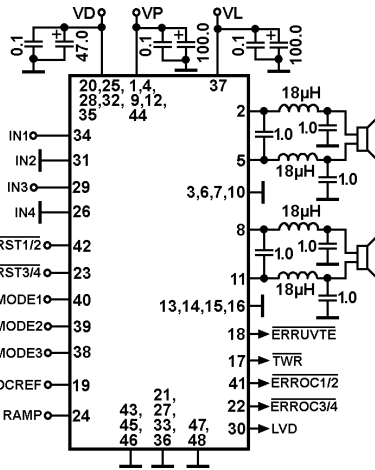 VD VP VL
0.1 47.0 0.1 100.0 0.1 100.0
20,25, 1,4, 37
28,32, 9,12,
35 44
18µH
2
IN1 34
1.0 1.0
IN2 31
5
18µH
1.0
IN3 29
3,6,7,10
IN4 26
18µH
8
RST1/2 42
1.0 1.0
RST3/4 23
11
18µH
1.0
MODE1 40
13,14,15,16
MODE2 39
18 ERRUVTE
MODE3 38
17 TWR
OCREF 19
41 ERROC1/2
RAMP 24
22 ERROC3/4
30 LVD
43, 21, 47,
45, 27, 48
46 33,
36